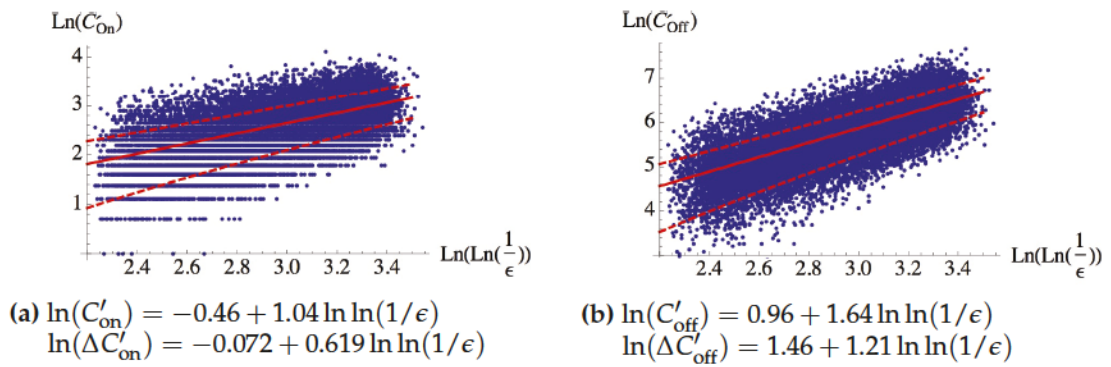 Ln(C′On)
4
3
2
1
2.4 2.6 2.8 3.0 3.2 3.4
Ln(Ln(1/ϵ))
(a) ln(C′on) = −0.46 + 1.04 ln ln(1/ϵ)
ln(ΔC′on) = −0.072 + 0.619 ln ln(1/ϵ)
Ln(C′Off)
7
6
5
4
2.4 2.6 2.8 3.0 3.2 3.4
Ln(Ln(1/ϵ))
(b) ln(C′off) = 0.96 + 1.64 ln ln(1/ϵ)
ln(ΔC′off) = 1.46 + 1.21 ln ln(1/ϵ)